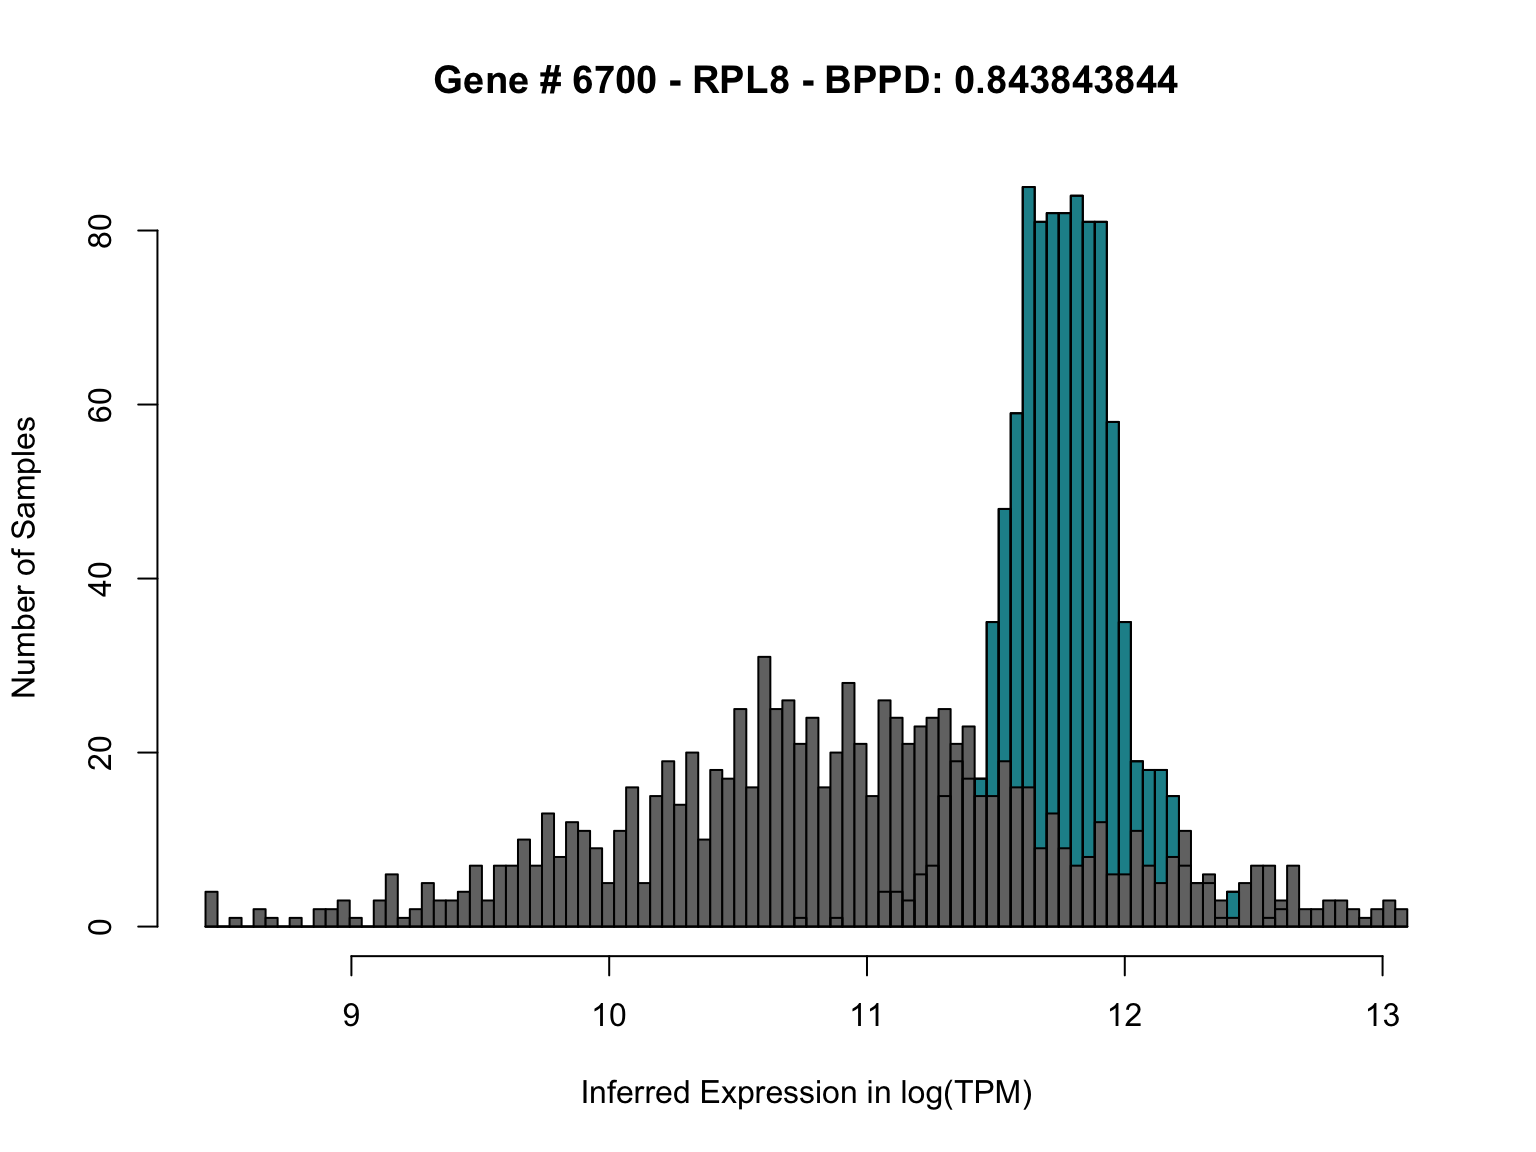 Gene # 6700 - RPL8 - BPPD: 0.843843844
Number of Samples
80
60
40
20
0
9 10 11 12 13
Inferred Expression in log(TPM)